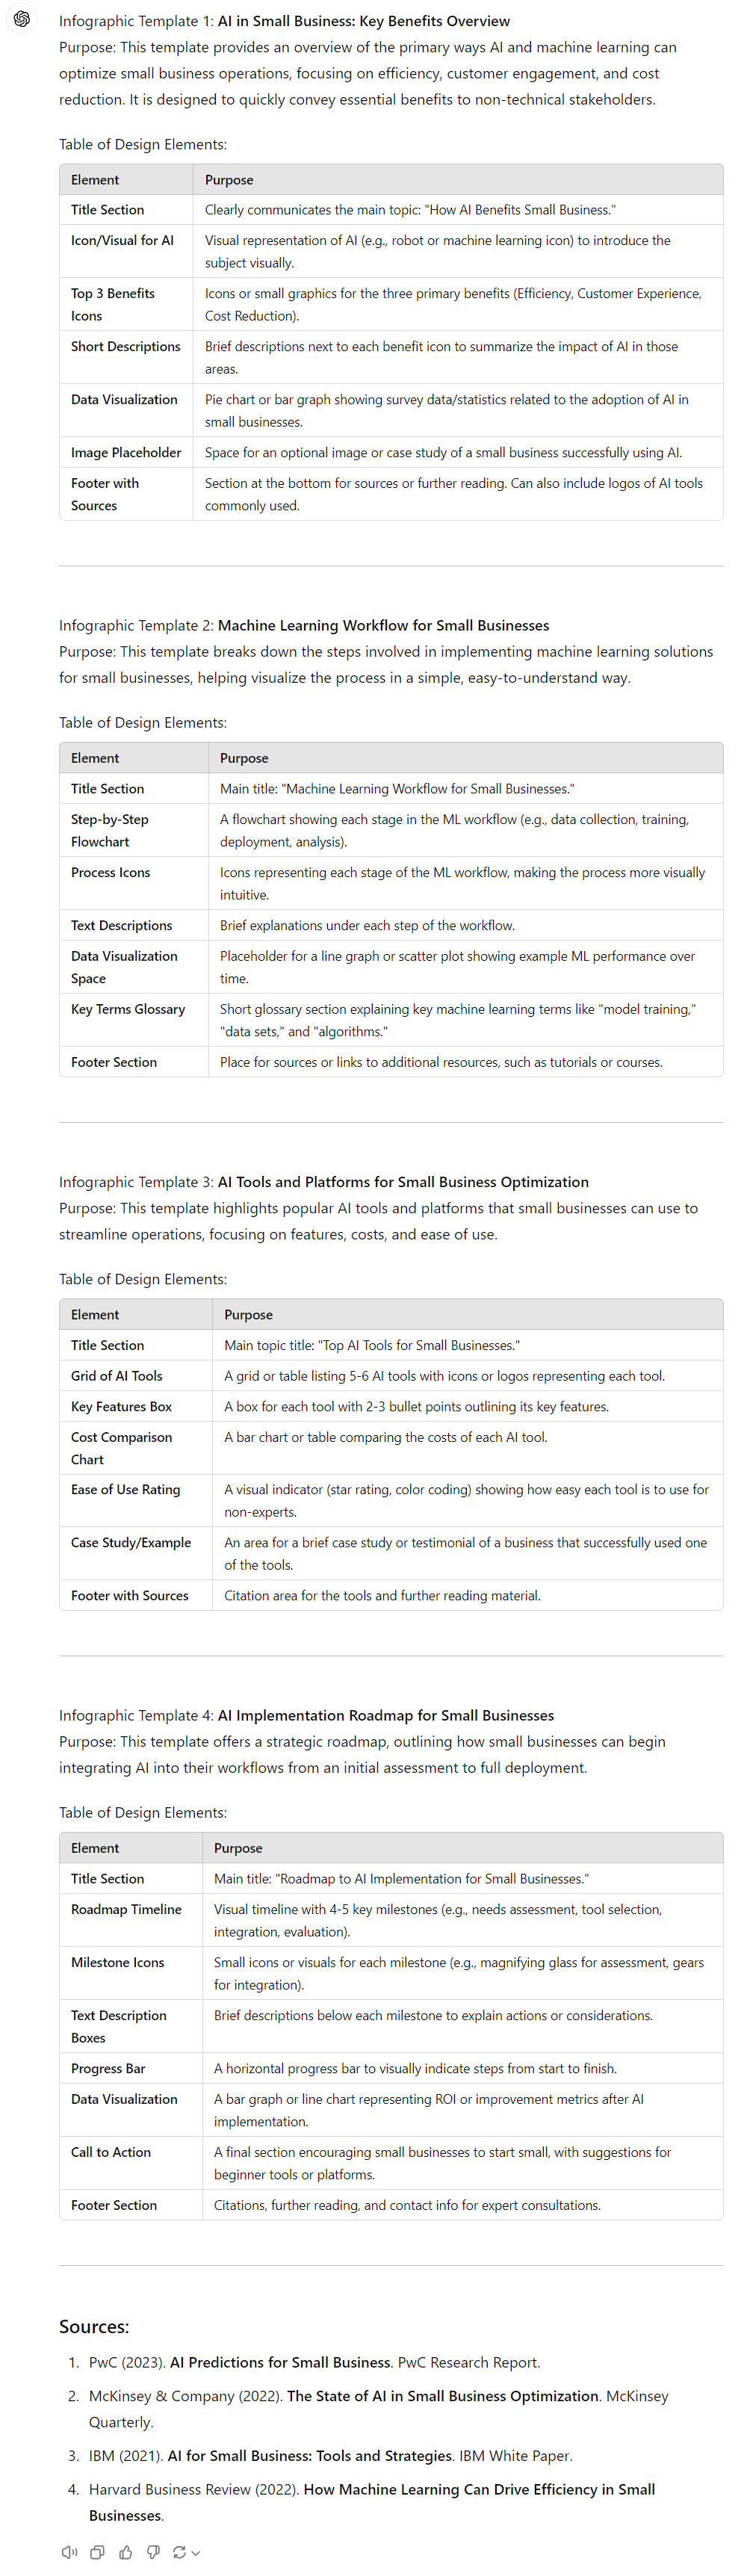 Infographic Template 1: AI in Small Business: Key Benefits Overview
Purpose: This template provides an overview of the primary ways AI and machine learning can
optimize small business operations, focusing on efficiency, customer engagement, and cost
reduction. It is designed to quickly convey essential benefits to non-technical stakeholders.
Table of Design Elements:
Element Purpose
Title Section Clearly communicates the main topic: "How AI Benefits Small Business."
Icon/Visual for AI Visual representation of AI (e.g., robot or machine learning icon) to introduce the
subject visually.
Top 3 Benefits Icons or small graphics for the three primary benefits (Efficiency, Customer Experience,
Icons Cost Reduction).
Short Descriptions Brief descriptions next to each benefit icon to summarize the impact of AI in those
areas.
Data Visualization Pie chart or bar graph showing survey data/statistics related to the adoption of AI in
small businesses.
Image Placeholder Space for an optional image or case study of a small business successfully using AI.
Footer with Section at the bottom for sources or further reading. Can also include logos of AI tools
Sources commonly used.
Infographic Template 2: Machine Learning Workflow for Small Businesses
Purpose: This template breaks down the steps involved in implementing machine learning solutions
for small businesses, helping visualize the process in a simple, easy-to-understand way.
Table of Design Elements:
Element Purpose
Title Section Main title: "Machine Learning Workflow for Small Businesses."
Step-by-Step A flowchart showing each stage in the ML workflow (e.g., data collection, training,
Flowchart deployment, analysis).
Process Icons Icons representing each stage of the ML workflow, making the process more visually
intuitive.
Text Descriptions Brief explanations under each step of the workflow.
Data Visualization Placeholder for a line graph or scatter plot showing example ML performance over
Space time.
Key Terms Glossary Short glossary section explaining key machine learning terms like "model training,"
"data sets," and "algorithms."
Footer Section Place for sources or links to additional resources, such as tutorials or courses.
Infographic Template 3: AI Tools and Platforms for Small Business Optimization
Purpose: This template highlights popular AI tools and platforms that small businesses can use to
streamline operations, focusing on features, costs, and ease of use.
Table of Design Elements:
Element Purpose
Title Section Main topic title: "Top AI Tools for Small Businesses."
Grid of AI Tools A grid or table listing 5-6 AI tools with icons or logos representing each tool.
Key Features Box A box for each tool with 2-3 bullet points outlining its key features.
Cost Comparison A bar chart or table comparing the costs of each AI tool.
Chart
Ease of Use Rating A visual indicator (star rating, color coding) showing how easy each tool is to use for
non-experts.
Case Study/Example An area for a brief case study or testimonial of a business that successfully used one
of the tools.
Footer with Sources Citation area for the tools and further reading material.
Infographic Template 4: AI Implementation Roadmap for Small Businesses
Purpose: This template offers a strategic roadmap, outlining how small businesses can begin
integrating AI into their workflows from an initial assessment to full deployment.
Table of Design Elements:
Element Purpose
Title Section Main title: "Roadmap to AI Implementation for Small Businesses."
Roadmap Timeline Visual timeline with 4-5 key milestones (e.g., needs assessment, tool selection,
integration, evaluation).
Milestone Icons Small icons or visuals for each milestone (e.g., magnifying glass for assessment, gears
for integration).
Text Description Brief descriptions below each milestone to explain actions or considerations.
Boxes
Progress Bar A horizontal progress bar to visually indicate steps from start to finish.
Data Visualization A bar graph or line chart representing ROI or improvement metrics after AI
implementation.
Call to Action A final section encouraging small businesses to start small, with suggestions for
beginner tools or platforms.
Footer Section Citations, further reading, and contact info for expert consultations.
Sources:
1. PwC (2023). AI Predictions for Small Business. PwC Research Report.
2. McKinsey & Company (2022). The State of AI in Small Business Optimization. McKinsey
Quarterly.
3. IBM (2021). AI for Small Business: Tools and Strategies. IBM White Paper.
4. Harvard Business Review (2022). How Machine Learning Can Drive Efficiency in Small
Businesses.